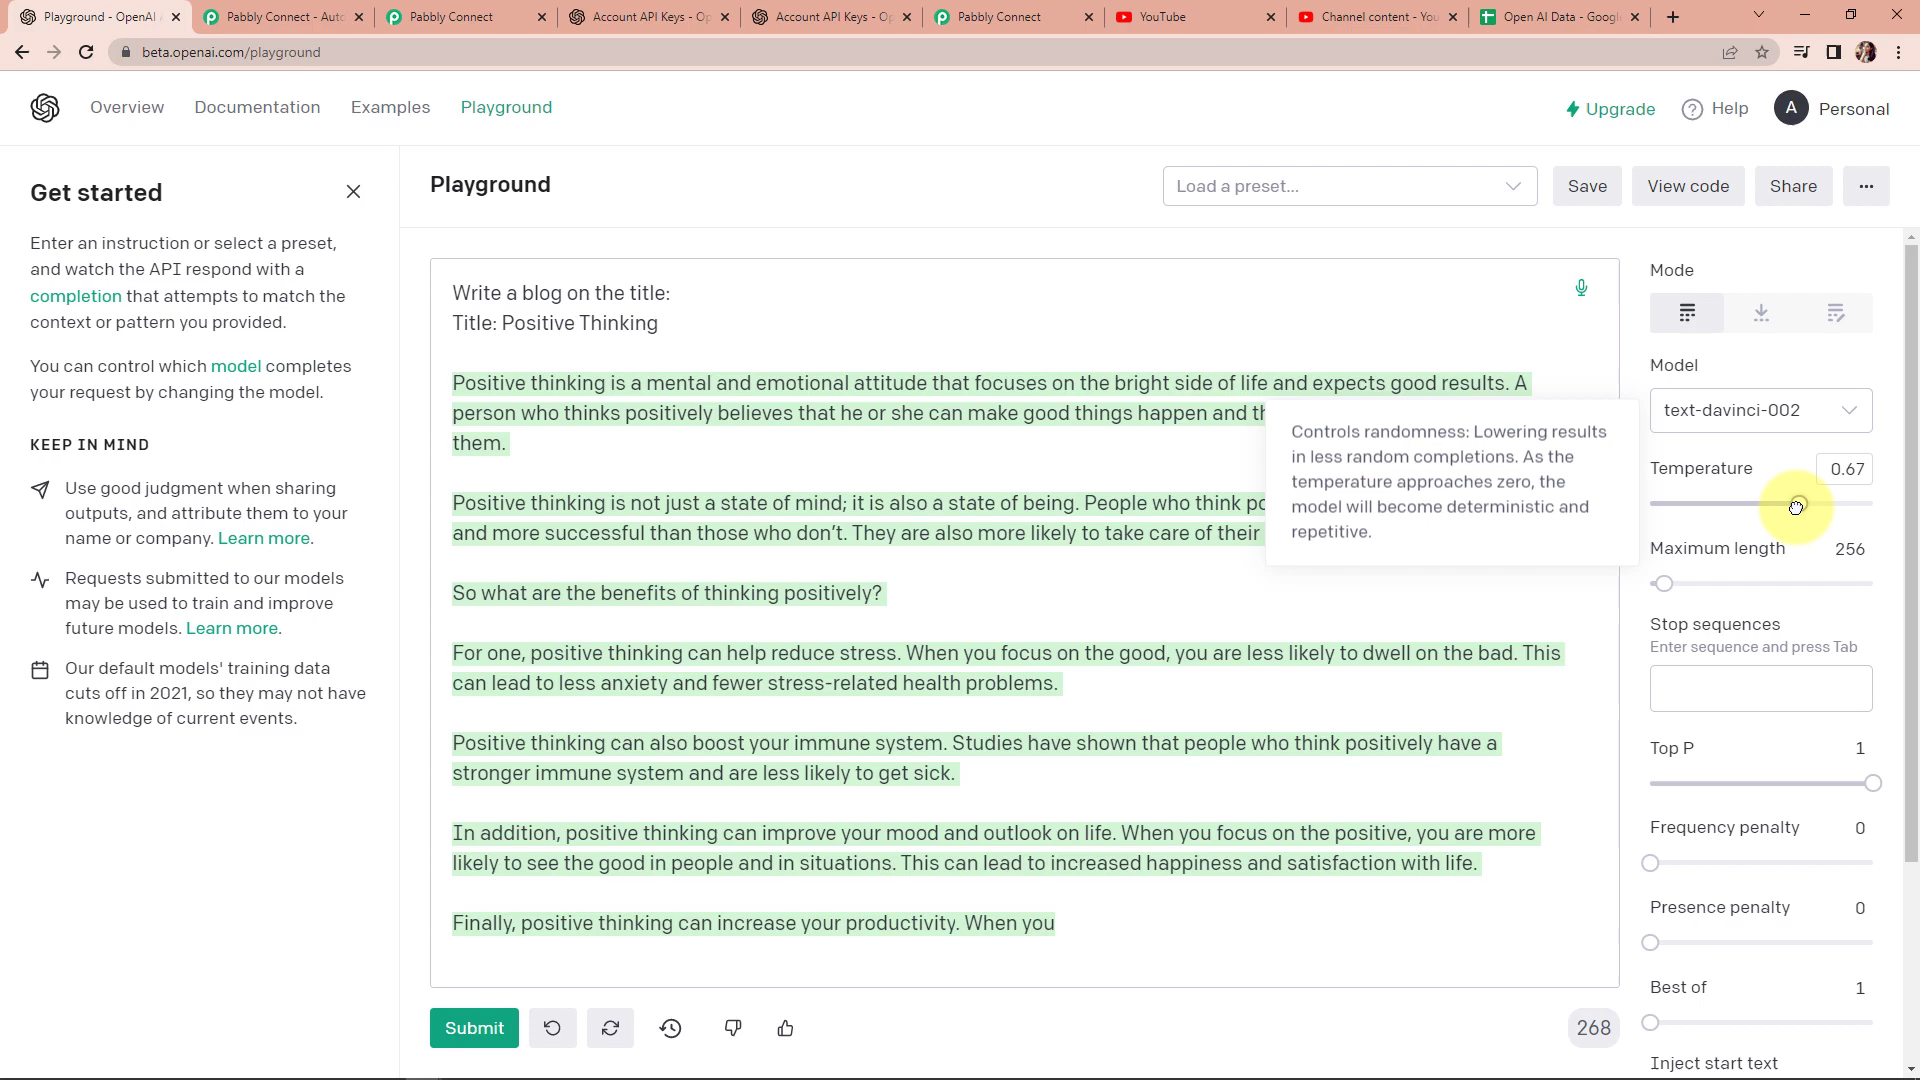 Playground - OpenAI
Pabbly Connect - Aut
Pabbly Connect
Account API Keys - Op
Account API Keys - Op
Pabbly Connect
YouTube
Channel content - You
Open AI Data - Googl
beta.openai.com/playground
Overview
Documentation
Examples
Playground
Upgrade
? Help
A Personal
Get started
Enter an instruction or select a preset,
and watch the API respond with a
completion that attempts to match the
context or pattern you provided.
You can control which model completes
your request by changing the model.
KEEP IN MIND
Use good judgment when sharing
outputs, and attribute them to your
name or company. Learn more.
Requests submitted to our models
may be used to train and improve
future models. Learn more.
Our default models' training data
cuts off in 2021, so they may not have
knowledge of current events.
Playground
Load a preset...
Save
View code
Share
...
Write a blog on the title:
Title: Positive Thinking
Positive thinking is a mental and emotional attitude that focuses on the bright side of life and expects good results. A
person who thinks positively believes that he or she can make good things happen and th
them.
Positive thinking is not just a state of mind; it is also a state of being. People who think po
and more successful than those who don't. They are also more likely to take care of their
So what are the benefits of thinking positively?
For one, positive thinking can help reduce stress. When you focus on the good, you are less likely to dwell on the bad. This
can lead to less anxiety and fewer stress-related health problems.
Positive thinking can also boost your immune system. Studies have shown that people who think positively have a
stronger immune system and are less likely to get sick.
In addition, positive thinking can improve your mood and outlook on life. When you focus on the positive, you are more
likely to see the good in people and in situations. This can lead to increased happiness and satisfaction with life.
Finally, positive thinking can increase your productivity. When you
Controls randomness: Lowering results
in less random completions. As the
temperature approaches zero, the
model will become deterministic and
repetitive.
Submit
268
Mode
Model
text-davinci-002
Temperature 0.67
Maximum length 256
Stop sequences
Enter sequence and press Tab
Top P 1
Frequency penalty 0
Presence penalty 0
Best of 1
Inject start text